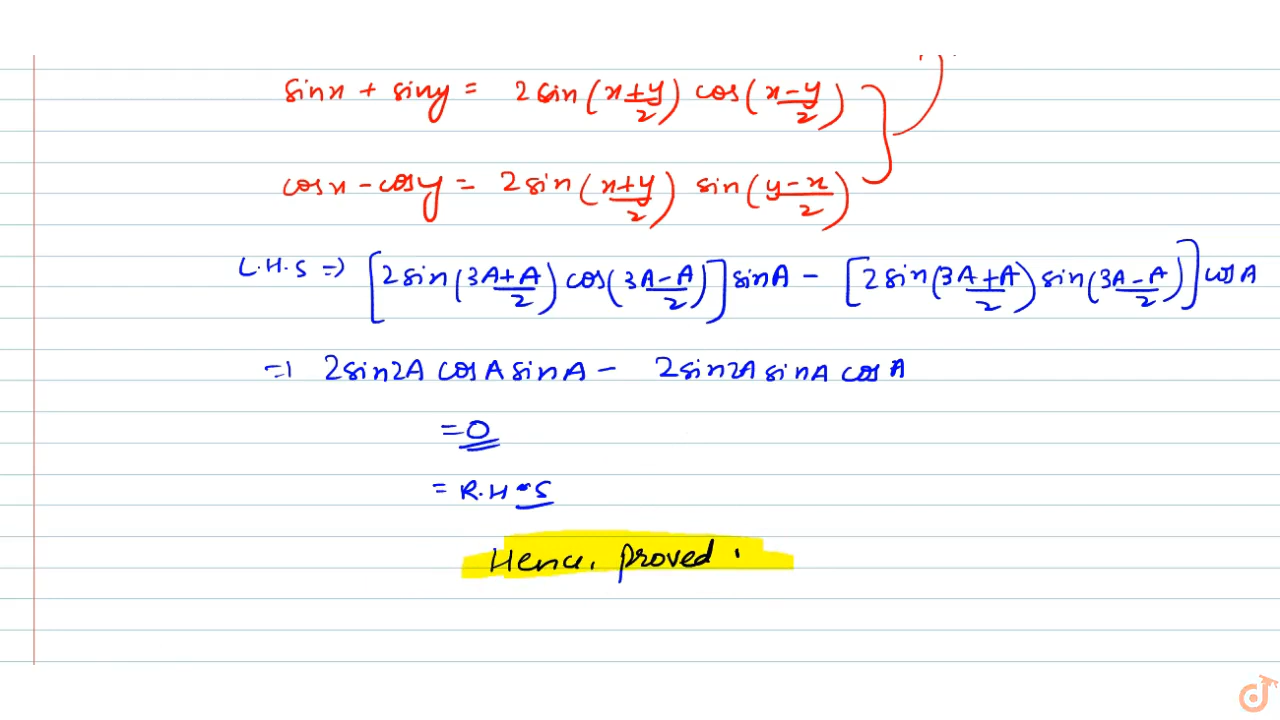 sinx + siny = 2sin(x+y/2) cos(x-y/2)
cosx - cosy = 2sin(x+y/2) sin(y-x/2)
L.H.S => [2sin(3A+A/2) cos(3A-A/2)] sinA - [2sin(3A+A/2) sin(3A-A/2)] cosA
=> 2sin2A cosA sinA - 2sin2A sinA cosA
= 0
= R.H.S
Hence, proved.